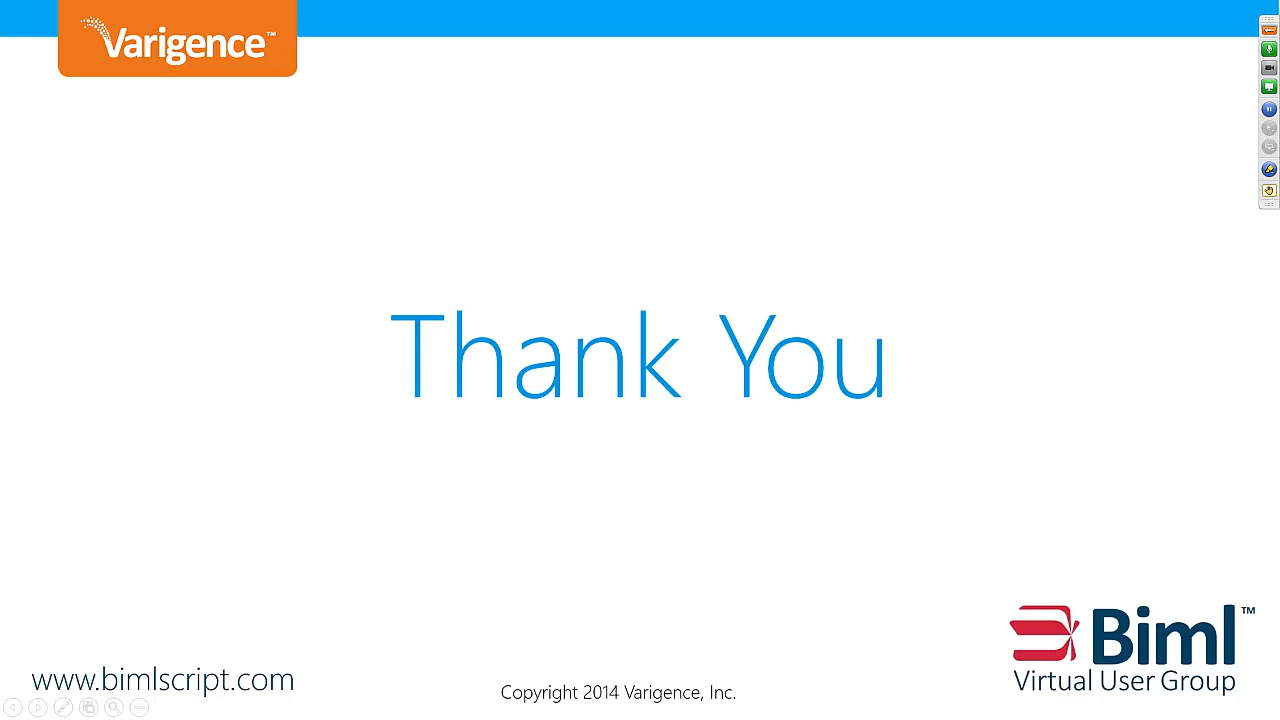 Varigence™
Thank You
Biml™
Virtual User Group
www.bimlscript.com
Copyright 2014 Varigence, Inc.